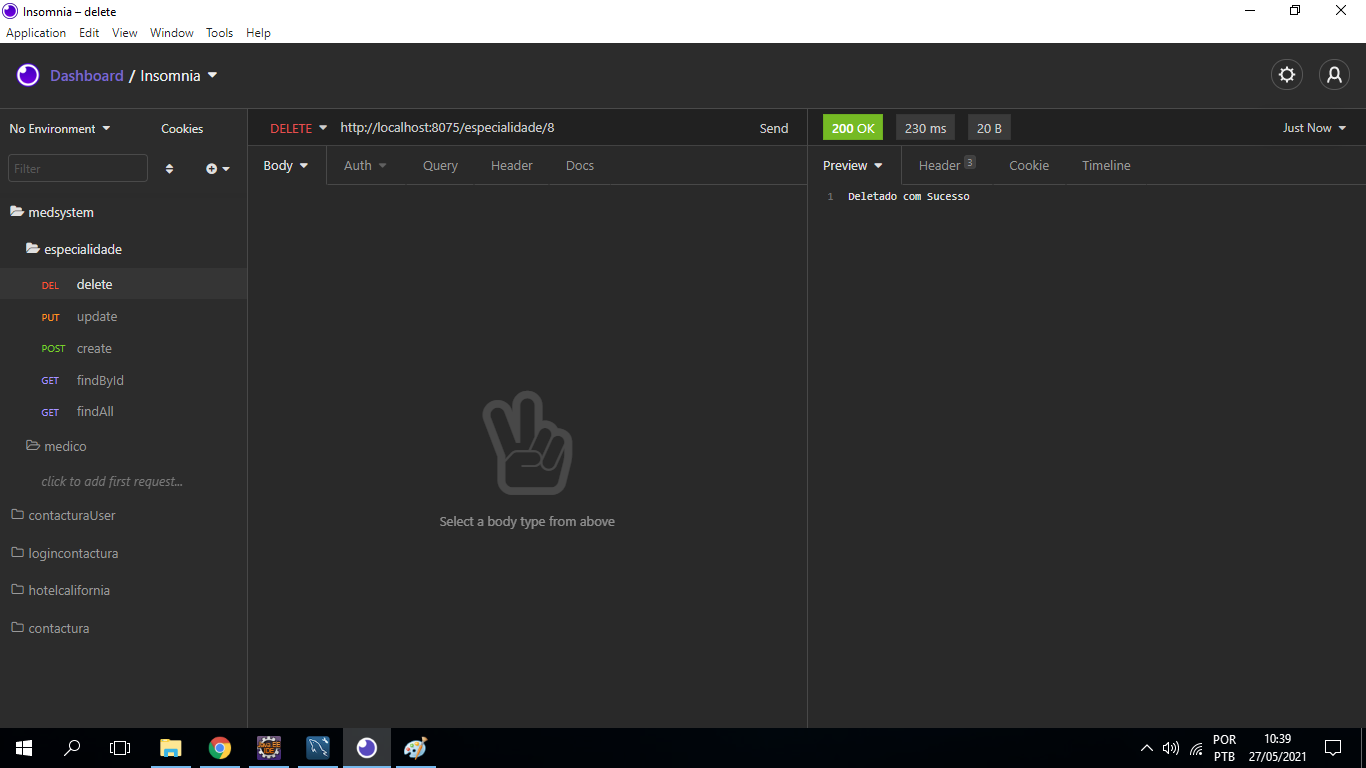 Insomnia – delete
Application Edit View Window Tools Help
Dashboard / Insomnia
No Environment Cookies
DELETE http://localhost:8075/especialidade/8 Send
200 OK 230 ms 20 B Just Now
Filter
Body Auth Query Header Docs
Preview Header 3 Cookie Timeline
1 Deletado com Sucesso
medsystem
especialidade
DEL delete
PUT update
POST create
GET findById
GET findAll
medico
click to add first request...
contacturaUser
logincontactura
hotelcalifornia
contactura
Select a body type from above
POR
PTB
10:39
27/05/2021